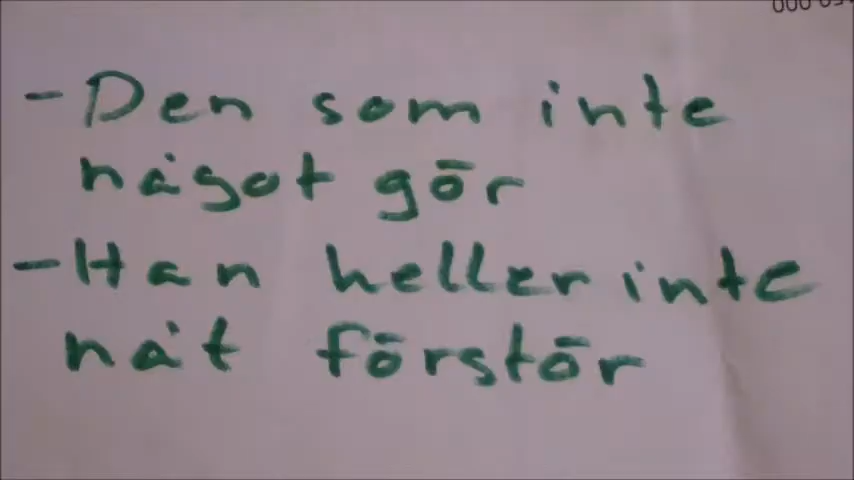 - Den som inte
något gör
- Han heller inte
nåt förstör